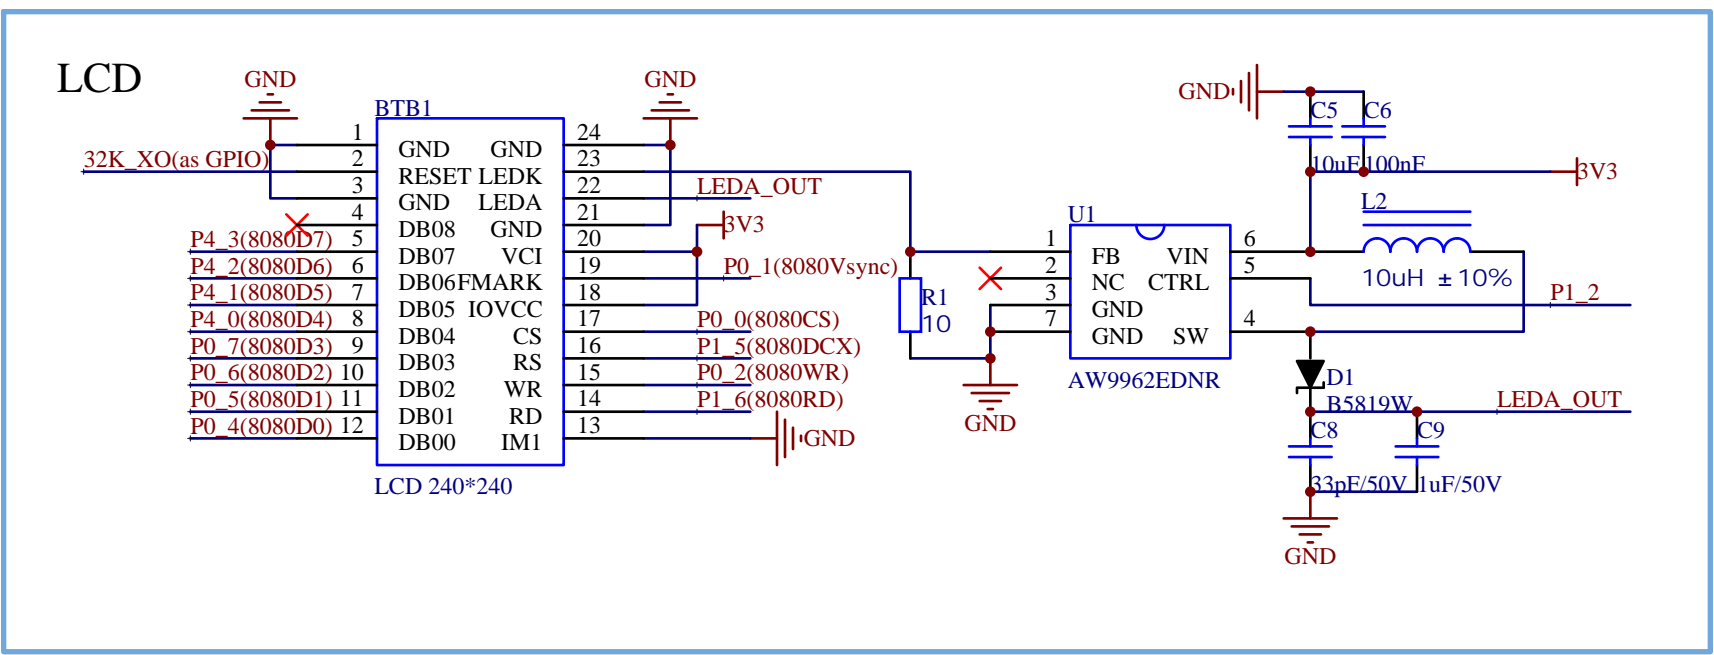 LCD
GND
BTB1
1
2
3
4
5
6
7
8
9
10
11
12
32K_XO(as GPIO)
P4_3(8080D7)
P4_2(8080D6)
P4_1(8080D5)
P4_0(8080D4)
P0_7(8080D3)
P0_6(8080D2)
P0_5(8080D1)
P0_4(8080D0)
GND GND
RESET LEDK
GND LEDA
DB08 GND
DB07 VCI
DB06 FMARK
DB05 IOVCC
DB04 CS
DB03 RS
DB02 WR
DB01 RD
DB00 IM1
LCD 240*240
GND
24
23
22
21
20
19
18
17
16
15
14
13
LEDA_OUT
3V3
P0_1(8080Vsync)
P0_0(8080CS)
P1_5(8080DCX)
P0_2(8080WR)
P1_6(8080RD)
GND
R1
10
GND
U1
1
2
3
7
FB VIN
NC CTRL
GND
GND SW
6
5
4
AW9962EDNR
GND
C5 C6
10uF 100nF
3V3
L2
10uH ±10%
P1_2
D1
B5819W
LEDA_OUT
C8 C9
33pF/50V 1uF/50V
GND